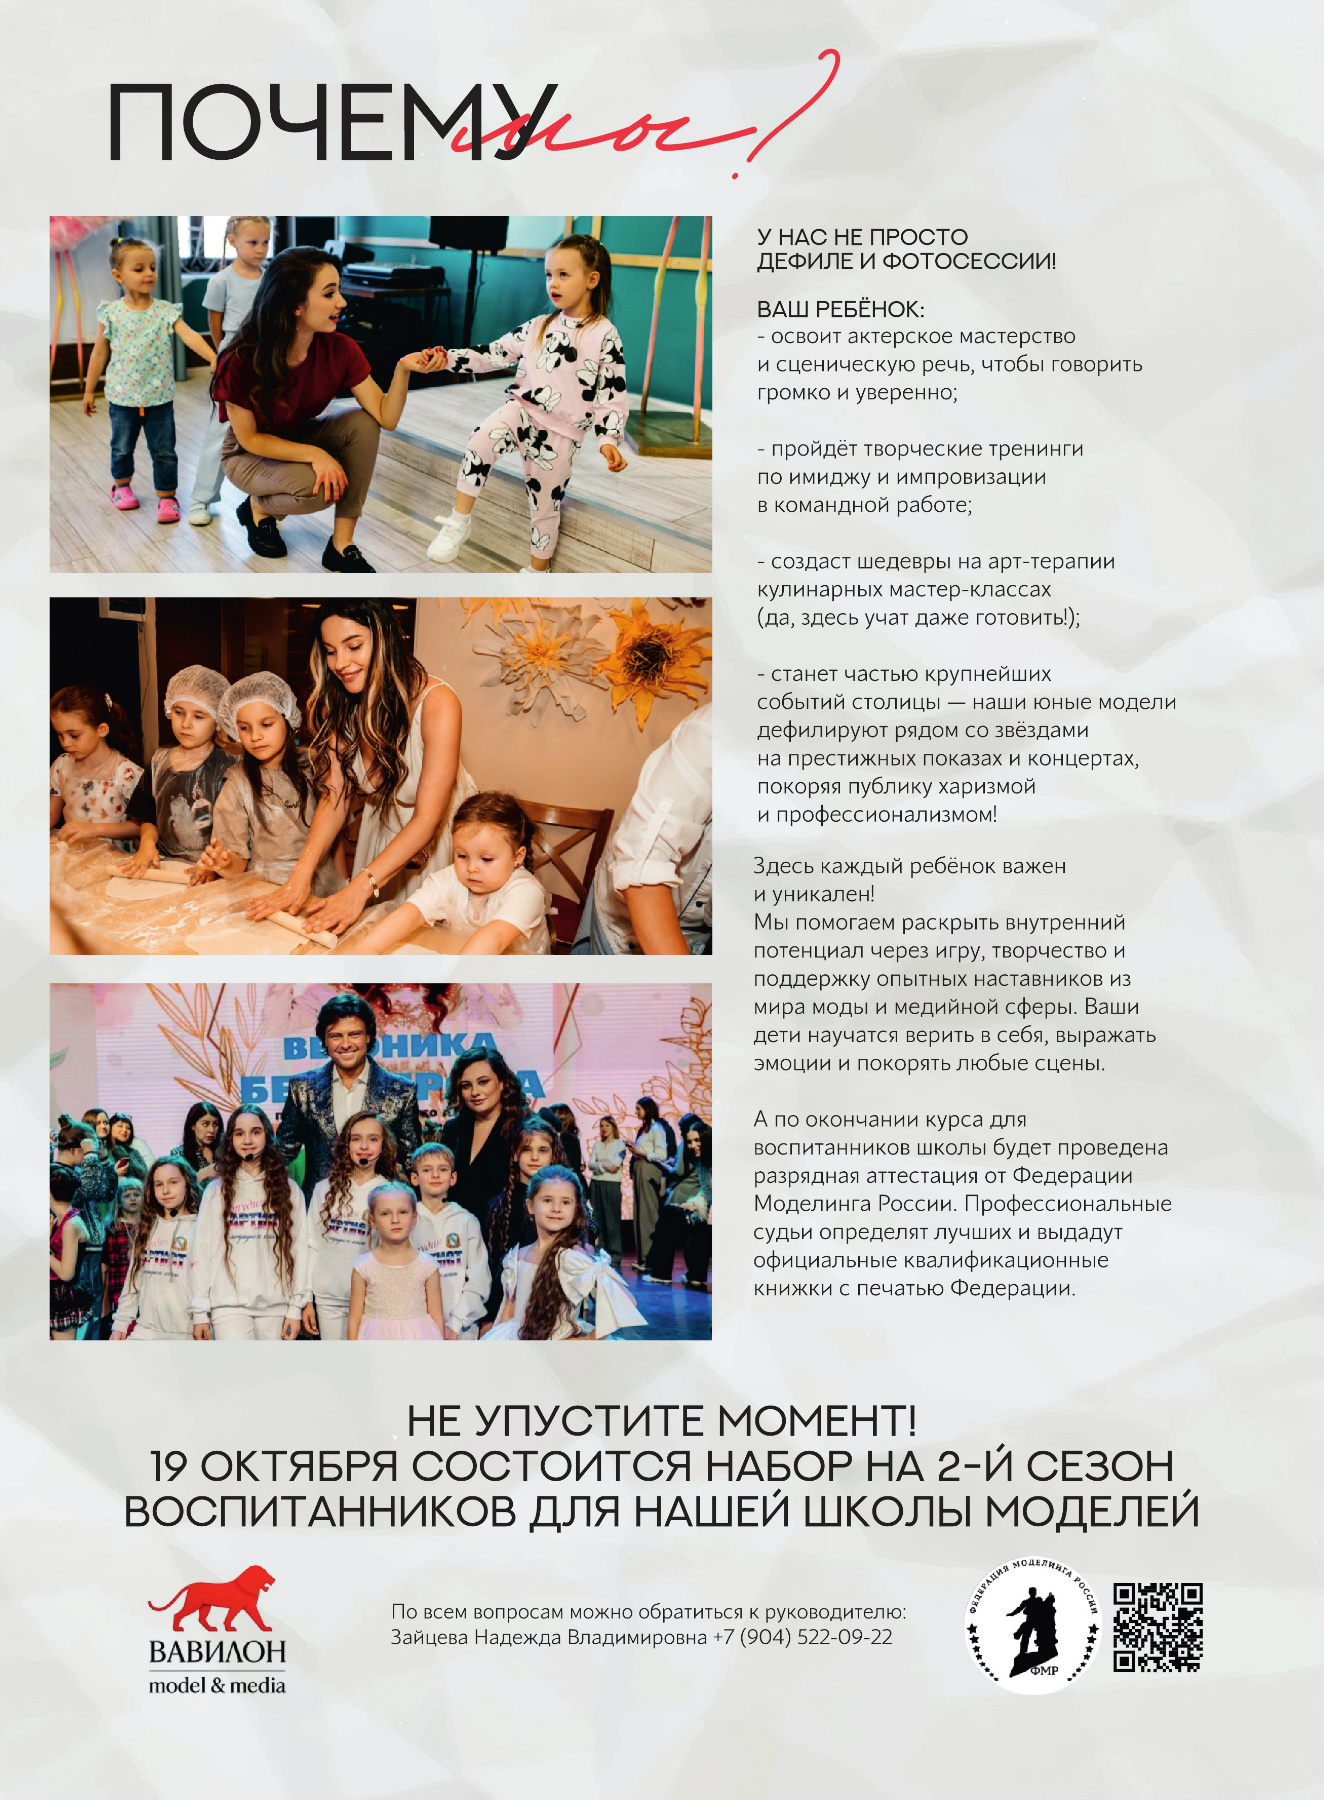 ПОЧЕМУ мы?
У НАС НЕ ПРОСТО
ДЕФИЛЕ И ФОТОСЕССИИ!
ВАШ РЕБЁНОК:
- освоит актерское мастерство
и сценическую речь, чтобы говорить
громко и уверенно;
- пройдёт творческие тренинги
по имиджу и импровизации
в командной работе;
- создаст шедевры на арт-терапии
кулинарных мастер-классах
(да, здесь учат даже готовить!);
- станет частью крупнейших
событий столицы — наши юные модели
дефилируют рядом со звёздами
на престижных показах и концертах,
покоряя публику харизмой
и профессионализмом!
Здесь каждый ребёнок важен
и уникален!
Мы помогаем раскрыть внутренний
потенциал через игру, творчество и
поддержку опытных наставников из
мира моды и медийной сферы. Ваши
дети научатся верить в себя, выражать
эмоции и покорять любые сцены.
А по окончании курса для
воспитанников школы будет проведена
разрядная аттестация от Федерации
Моделинга России. Профессиональные
судьи определят лучших и выдадут
официальные квалификационные
книжки с печатью Федерации.
НЕ УПУСТИТЕ МОМЕНТ!
19 ОКТЯБРЯ СОСТОИТСЯ НАБОР НА 2-Й СЕЗОН
ВОСПИТАННИКОВ ДЛЯ НАШЕЙ ШКОЛЫ МОДЕЛЕЙ
ВАВИЛОН
model & media
По всем вопросам можно обратиться к руководителю:
Зайцева Надежда Владимировна +7 (904) 522-09-22
ФЕДЕРАЦИЯ МОДЕЛИНГА РОССИИ
ФМР